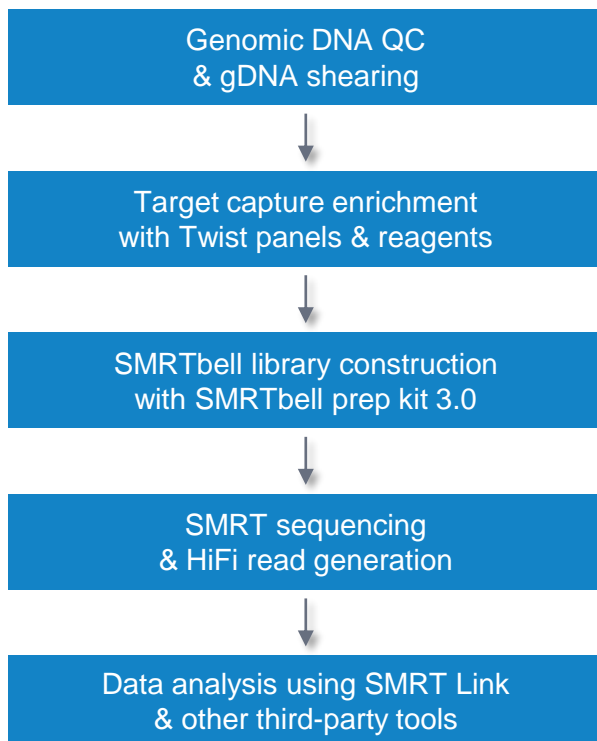 Genomic DNA QC
& gDNA shearing
Target capture enrichment
with Twist panels & reagents
SMRTbell library construction
with SMRTbell prep kit 3.0
SMRT sequencing
& HiFi read generation
Data analysis using SMRT Link
& other third-party tools